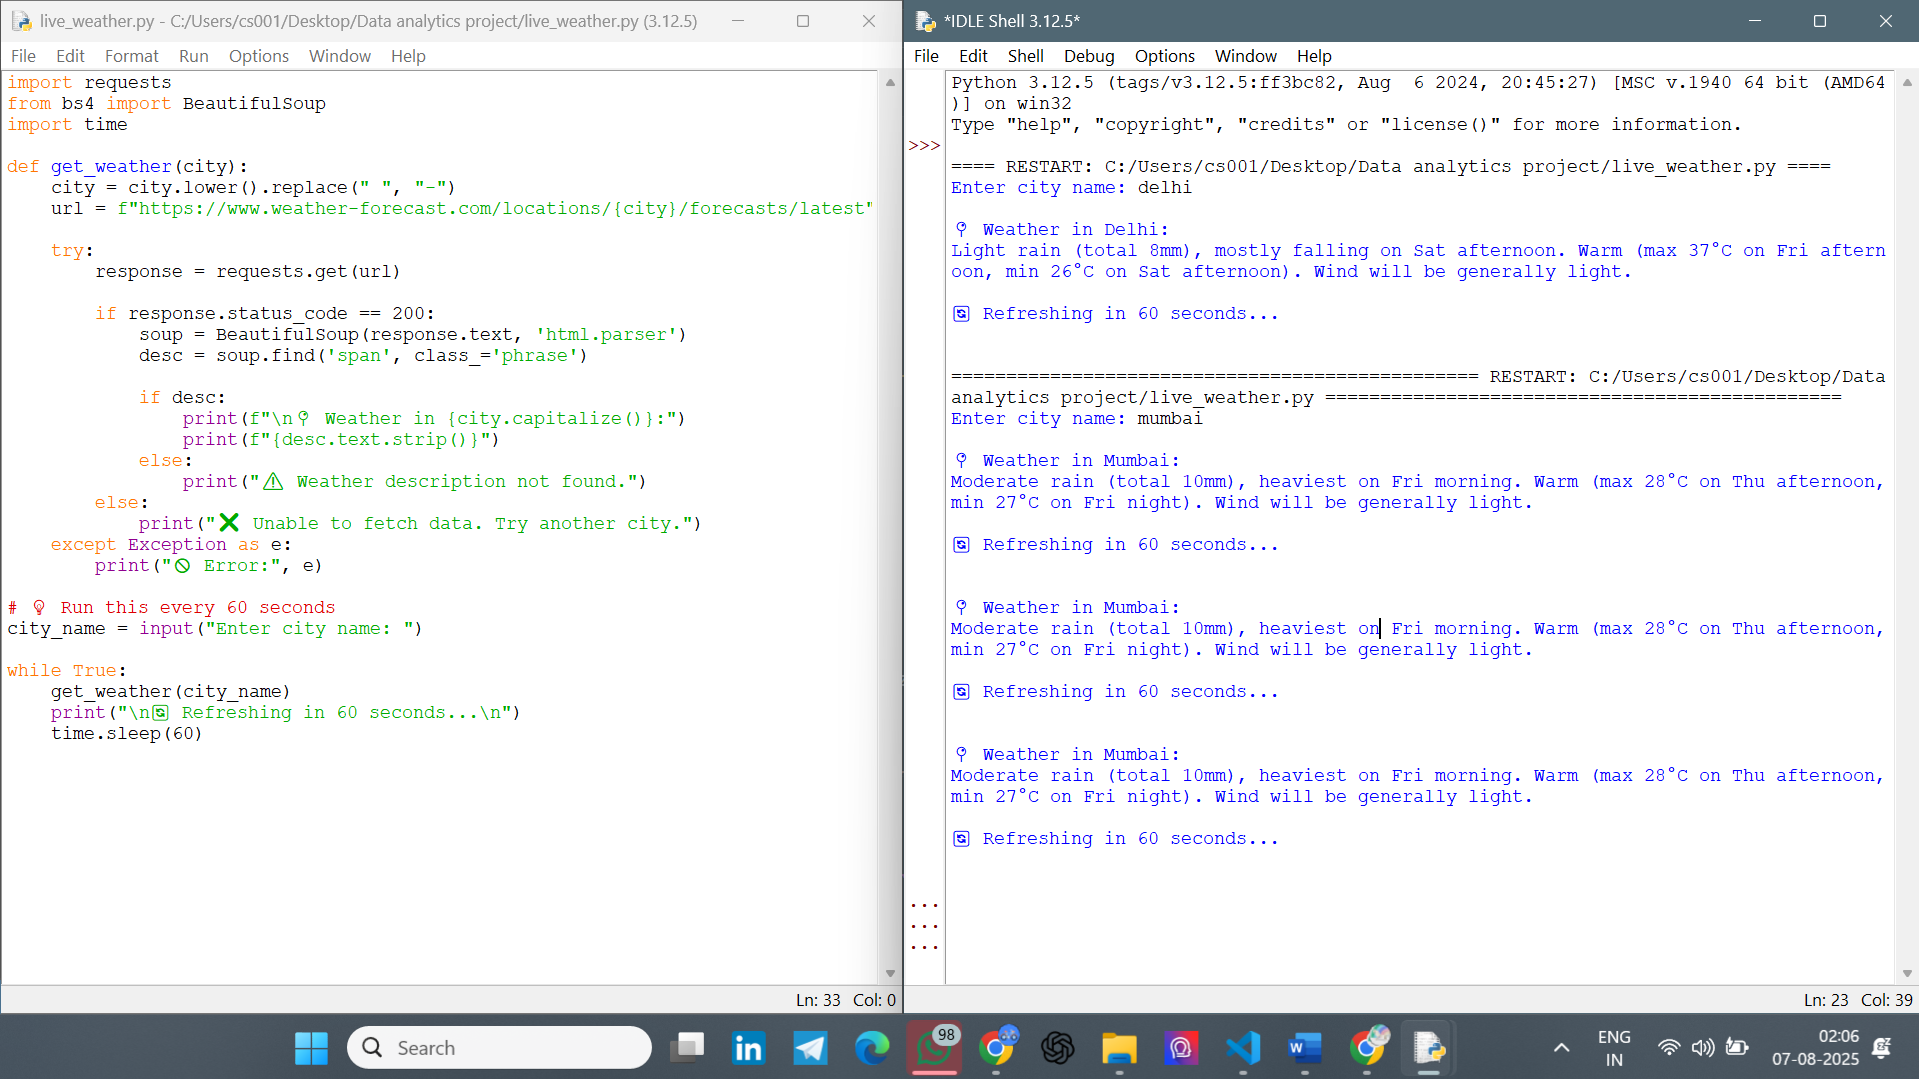 live_weather.py - C:/Users/cs001/Desktop/Data analytics project/live_weather.py (3.12.5)
File Edit Format Run Options Window Help
import requests
from bs4 import BeautifulSoup
import time
def get_weather(city):
    city = city.lower().replace(" ", "-")
    url = f"https://www.weather-forecast.com/locations/{city}/forecasts/latest"
    try:
        response = requests.get(url)
        if response.status_code == 200:
            soup = BeautifulSoup(response.text, 'html.parser')
            desc = soup.find('span', class_='phrase')
            if desc:
                print(f"\n📍 Weather in {city.capitalize()}:")
                print(f"{desc.text.strip()}")
            else:
                print("⚠ Weather description not found.")
        else:
            print("❌ Unable to fetch data. Try another city.")
    except Exception as e:
        print("🚫 Error:", e)
# 💡 Run this every 60 seconds
city_name = input("Enter city name: ")
while True:
    get_weather(city_name)
    print("\n🔄 Refreshing in 60 seconds...\n")
    time.sleep(60)
Ln: 33 Col: 0
*IDLE Shell 3.12.5*
File Edit Shell Debug Options Window Help
Python 3.12.5 (tags/v3.12.5:ff3bc82, Aug  6 2024, 20:45:27) [MSC v.1940 64 bit (AMD64
)] on win32
Type "help", "copyright", "credits" or "license()" for more information.
>>>
==== RESTART: C:/Users/cs001/Desktop/Data analytics project/live_weather.py ====
Enter city name: delhi
📍 Weather in Delhi:
Light rain (total 8mm), mostly falling on Sat afternoon. Warm (max 37°C on Fri aftern
oon, min 26°C on Sat afternoon). Wind will be generally light.
🔄 Refreshing in 60 seconds...
================================================ RESTART: C:/Users/cs001/Desktop/Data
analytics project/live_weather.py ===============================================
Enter city name: mumbai
📍 Weather in Mumbai:
Moderate rain (total 10mm), heaviest on Fri morning. Warm (max 28°C on Thu afternoon,
min 27°C on Fri night). Wind will be generally light.
🔄 Refreshing in 60 seconds...
📍 Weather in Mumbai:
Moderate rain (total 10mm), heaviest on Fri morning. Warm (max 28°C on Thu afternoon,
min 27°C on Fri night). Wind will be generally light.
🔄 Refreshing in 60 seconds...
📍 Weather in Mumbai:
Moderate rain (total 10mm), heaviest on Fri morning. Warm (max 28°C on Thu afternoon,
min 27°C on Fri night). Wind will be generally light.
🔄 Refreshing in 60 seconds...
...
...
...
Ln: 23 Col: 39
Search
98
ENG
IN
02:06
07-08-2025